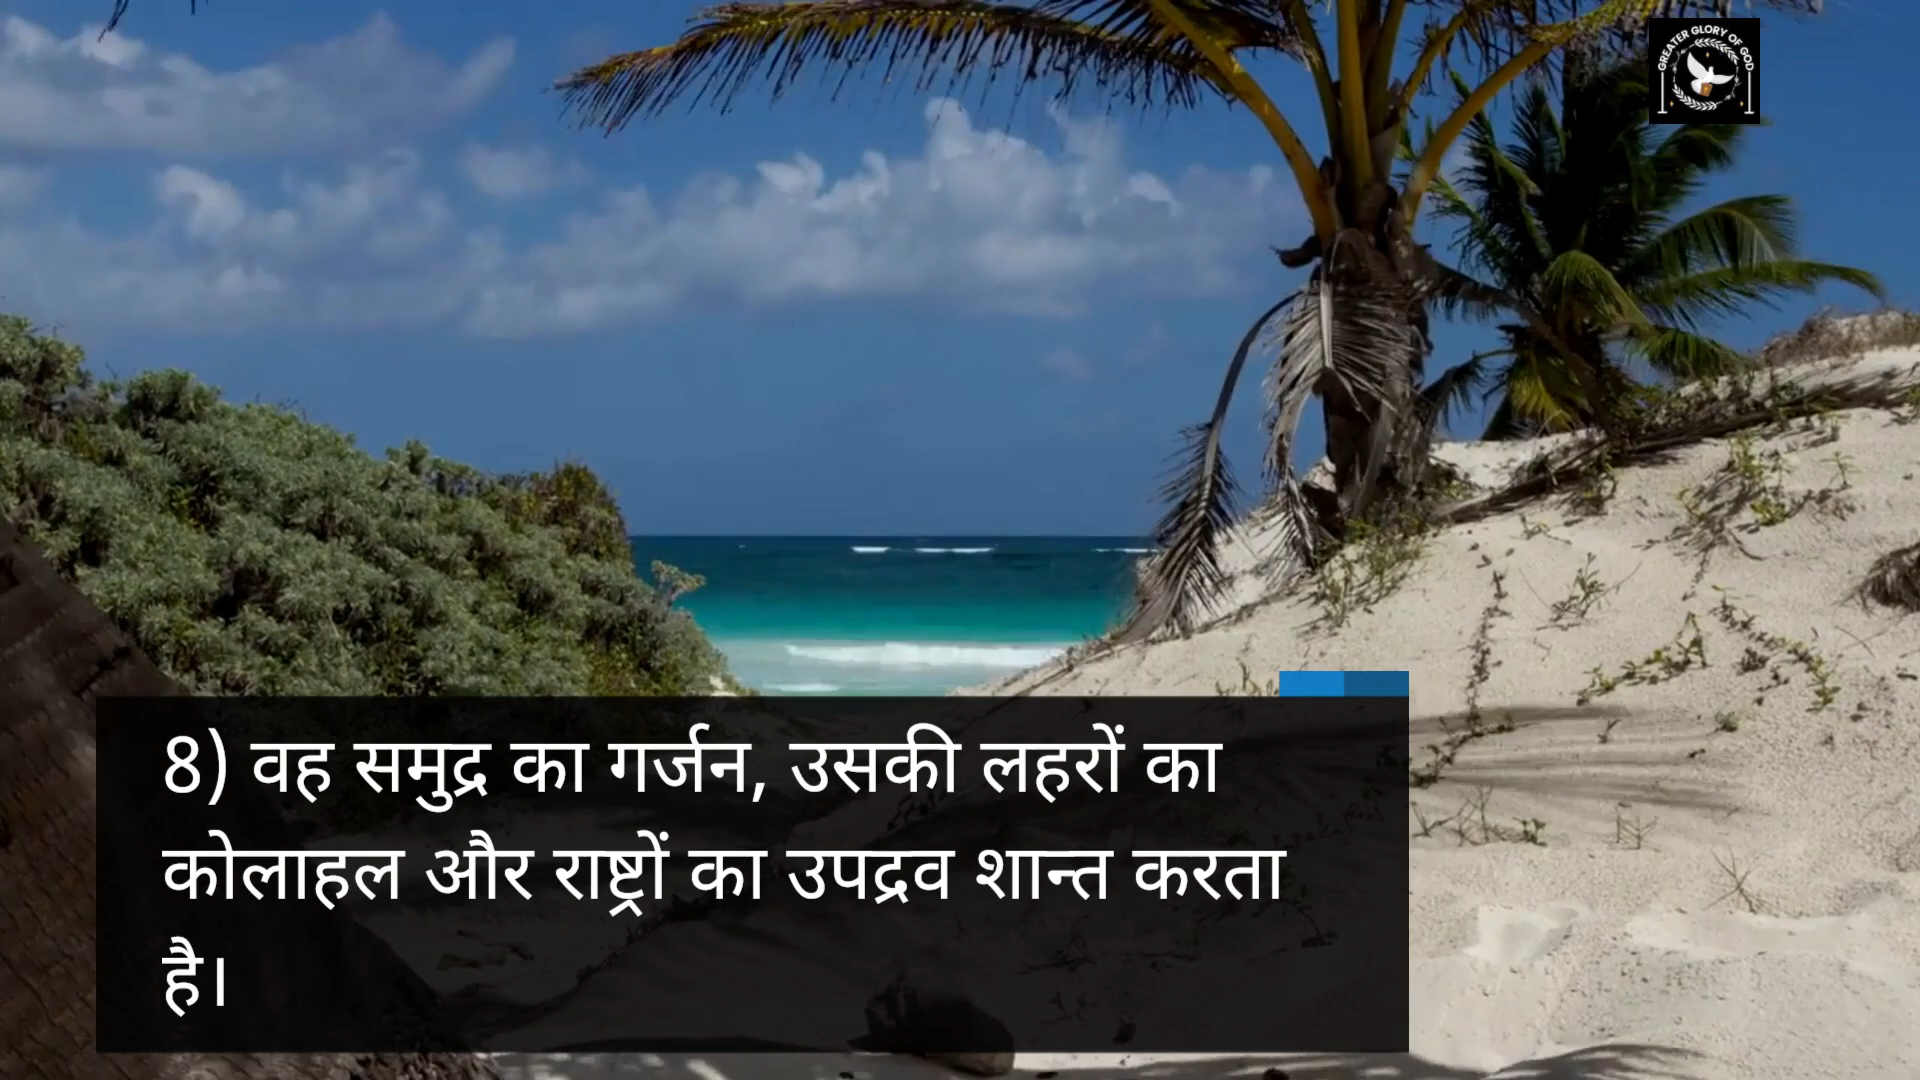 GREATER GLORY OF GOD
8) वह समुद्र का गर्जन, उसकी लहरों का
कोलाहल और राष्ट्रों का उपद्रव शान्त करता
है।